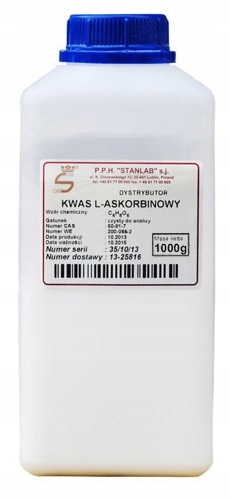 P.P.H. "STANLAB" s.j.
DYSTRYBUTOR
KWAS L-ASKORBINOWY
Wzór chemiczny C6H8O6
Gatunek czysty do analizy
Numer CAS 50-81-7
Numer WE 200-066-2
Data produkcji 10.2013
Data ważności 10.2018
Masa netto
1000g
Numer serii : 35/10/13
Numer dostawy : 13-25816